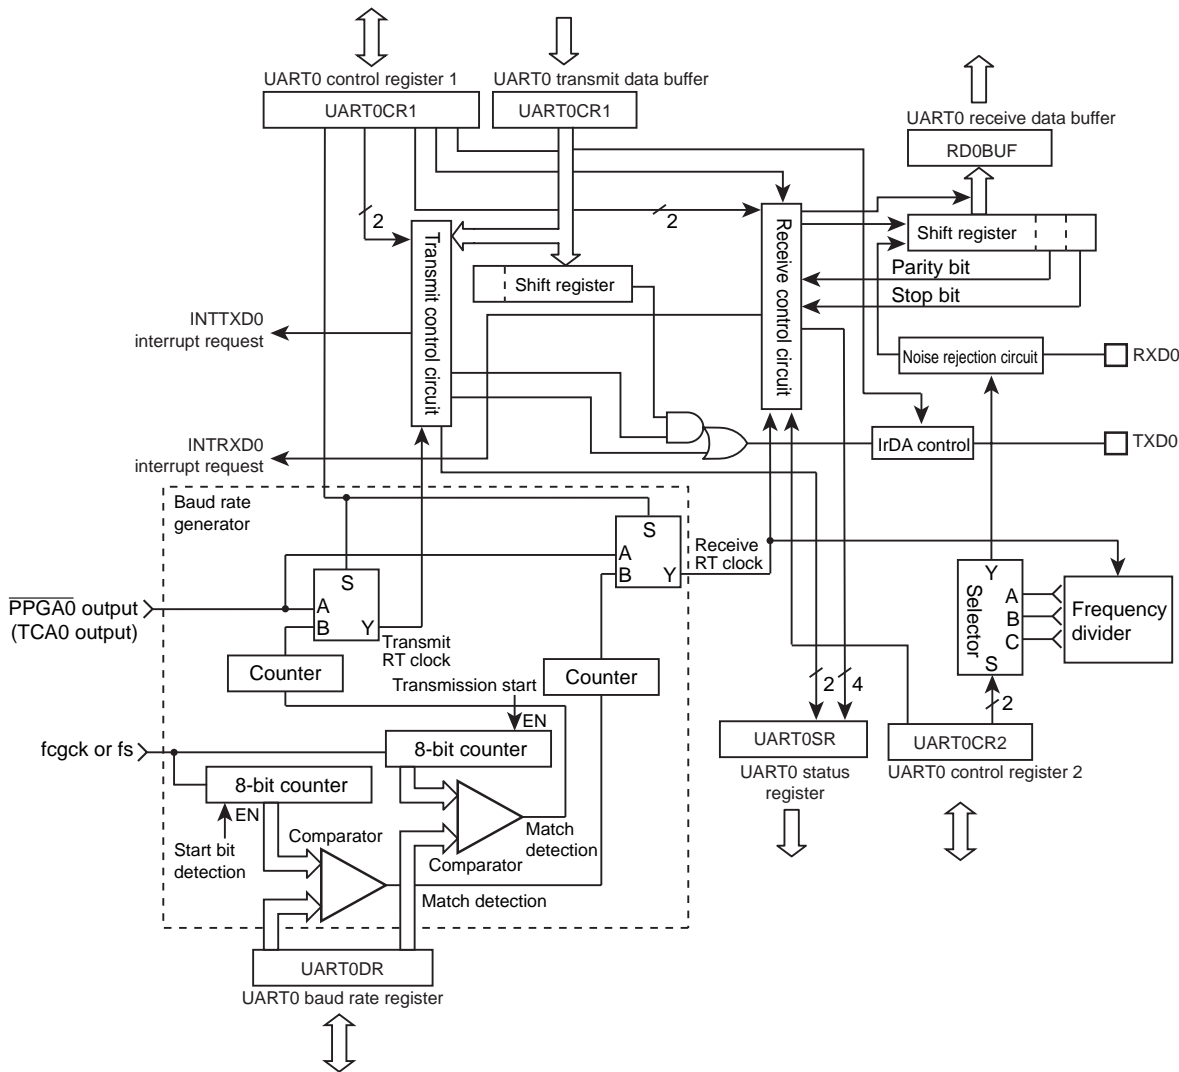 UART0 control register 1
UART0CR1
UART0 transmit data buffer
UART0CR1
UART0 receive data buffer
RD0BUF
2
2
Transmit control circuit
Receive control circuit
Shift register
Shift register
Parity bit
Stop bit
INTTXD0
interrupt request
Noise rejection circuit
RXD0
INTRXD0
interrupt request
IrDA control
TXD0
Baud rate
generator
S
A
B
Y
Receive
RT clock
S
A
B
Y
Transmit
RT clock
PPGA0 output
(TCA0 output)
Y
Selector
A
B
C
S
Frequency
divider
Counter
Counter
Transmission start
EN
2
4
2
fcgck or fs
8-bit counter
8-bit counter
UART0SR
UART0 status
register
UART0CR2
UART0 control register 2
EN
Start bit
detection
Comparator
Comparator
Match
detection
Match detection
UART0DR
UART0 baud rate register